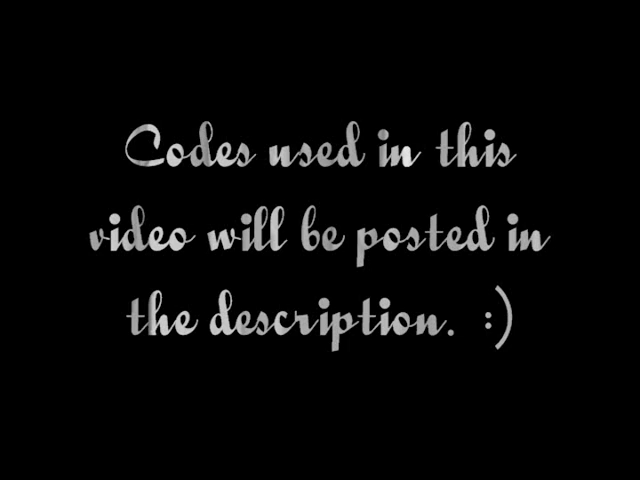 Codes used in this
video will be posted in
the description. :)